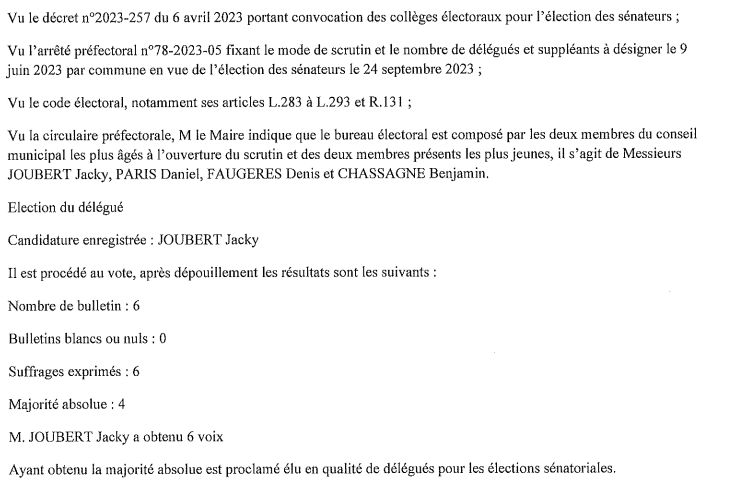 Vu le décret n°2023-257 du 6 avril 2023 portant convocation des collèges électoraux pour l'élection des sénateurs ;
Vu l'arrêté préfectoral n°78-2023-05 fixant le mode de scrutin et le nombre de délégués et suppléants à désigner le 9
juin 2023 par commune en vue de l'élection des sénateurs le 24 septembre 2023 ;
Vu le code électoral, notamment ses articles L.283 à L.293 et R.131 ;
Vu la circulaire préfectorale, M le Maire indique que le bureau électoral est composé par les deux membres du conseil
municipal les plus âgés à l'ouverture du scrutin et des deux membres présents les plus jeunes, il s'agit de Messieurs
JOUBERT Jacky, PARIS Daniel, FAUGERES Denis et CHASSAGNE Benjamin.
Election du délégué
Candidature enregistrée : JOUBERT Jacky
Il est procédé au vote, après dépouillement les résultats sont les suivants :
Nombre de bulletin : 6
Bulletins blancs ou nuls : 0
Suffrages exprimés : 6
Majorité absolue : 4
M. JOUBERT Jacky a obtenu 6 voix
Ayant obtenu la majorité absolue est proclamé élu en qualité de délégués pour les élections sénatoriales.